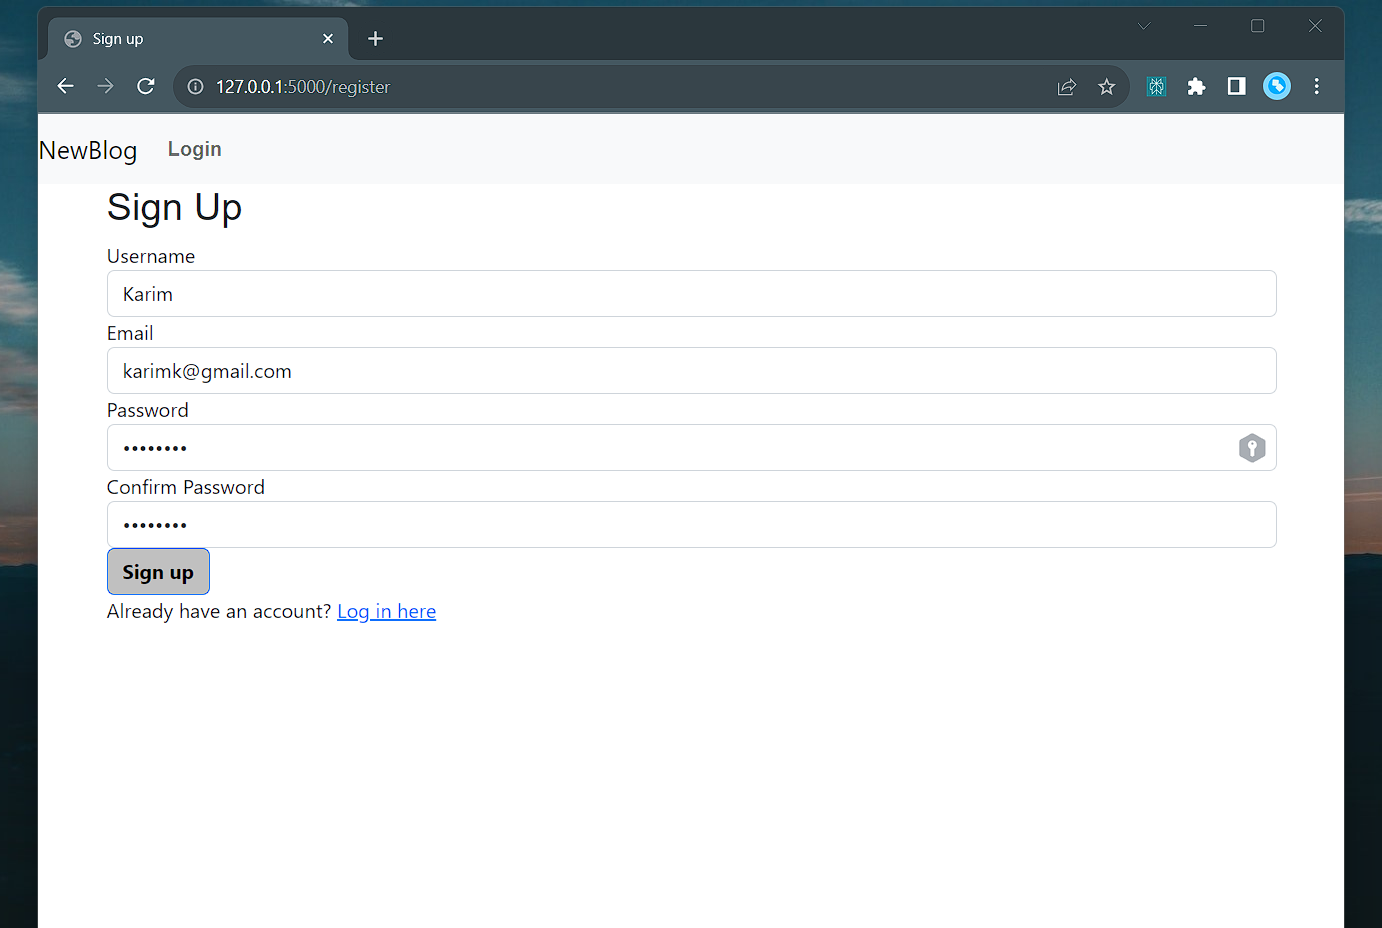 Sign up
127.0.0.1:5000/register
NewBlog Login
Sign Up
Username
Karim
Email
karimk@gmail.com
Password
••••••••
Confirm Password
••••••••
Sign up
Already have an account? Log in here